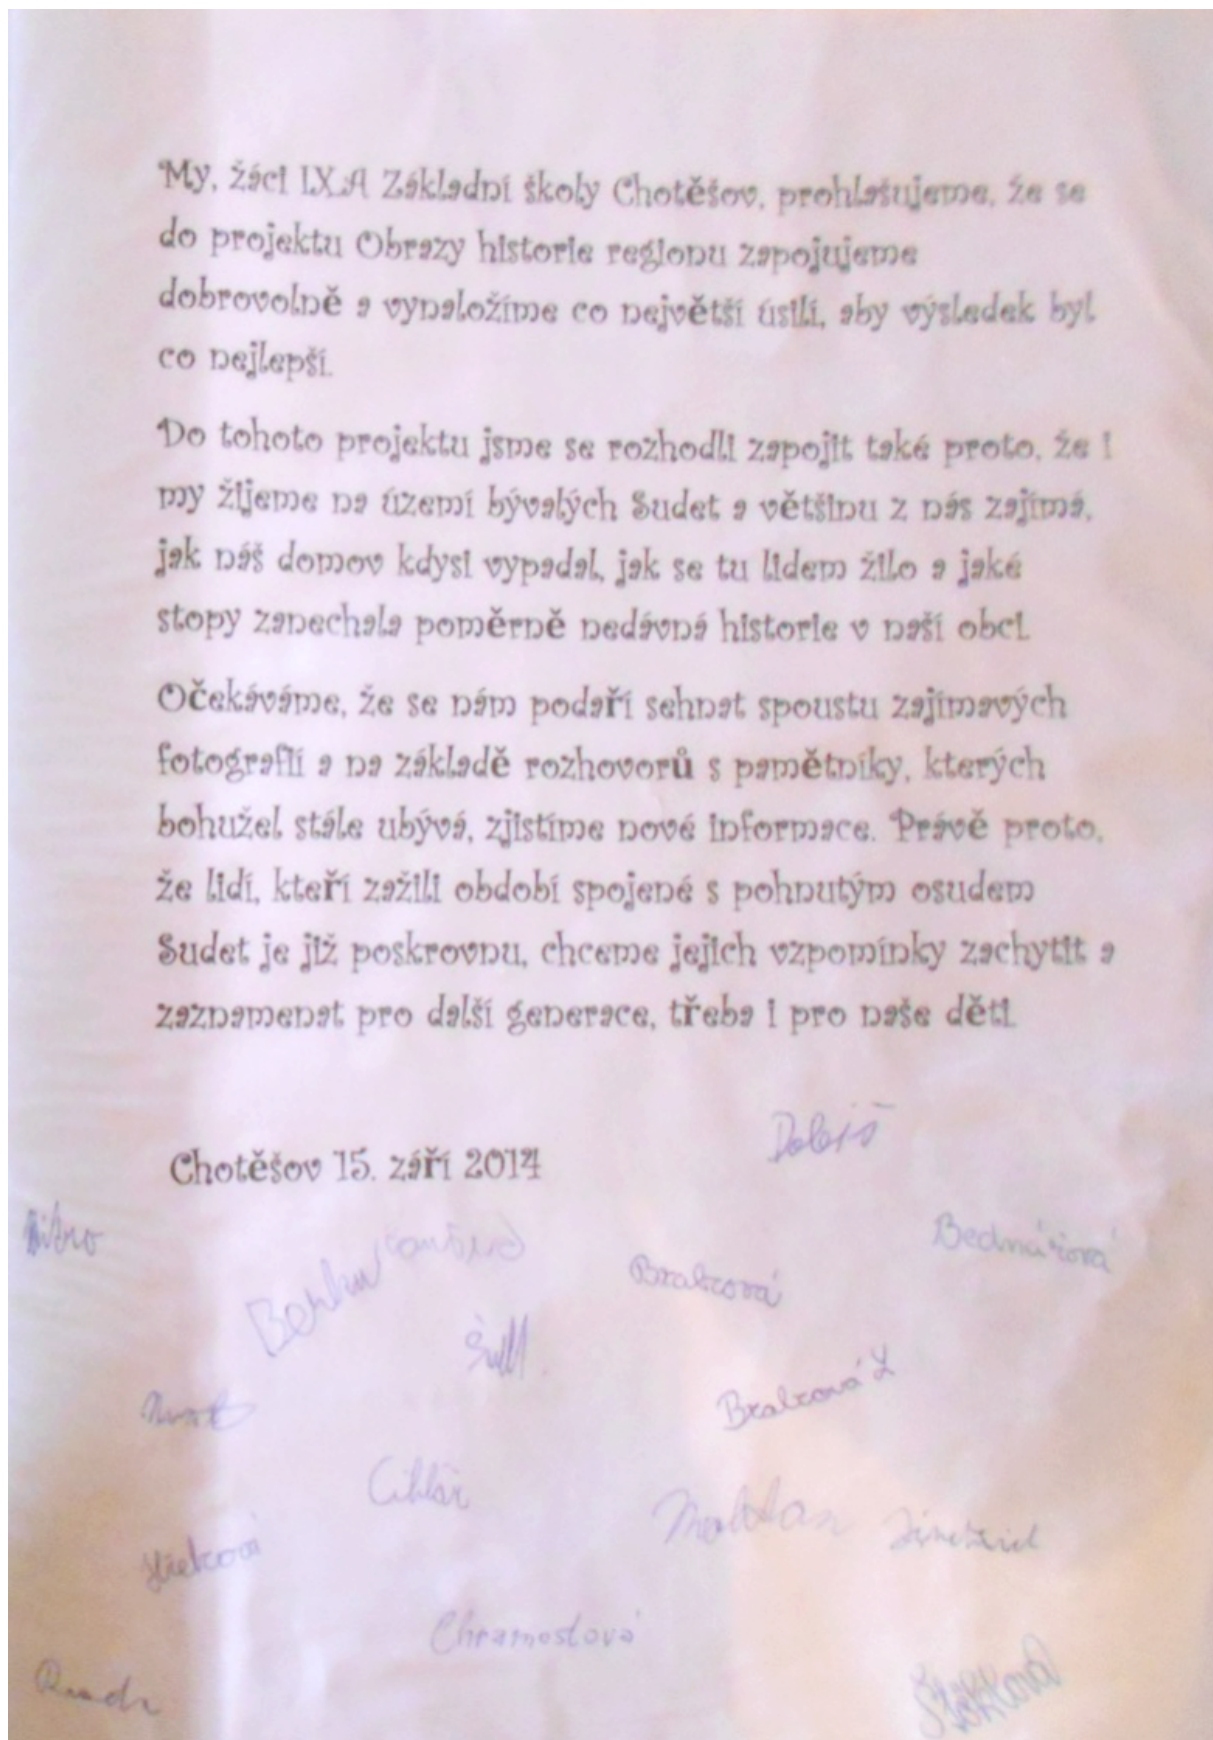 My, žáci IX.A Základní školy Chotěšov, prohlašujeme, že se
do projektu Obrazy historie regionu zapojujeme
dobrovolně a vynaložíme co největší úsilí, aby výsledek byl
co nejlepší.
Do tohoto projektu jsme se rozhodli zapojit také proto, že i
my žijeme na území bývalých Sudet a většinu z nás zajímá,
jak náš domov kdysi vypadal, jak se tu lidem žilo a jaké
stopy zanechala poměrně nedávná historie v naší obci.
Očekáváme, že se nám podaří sehnat spoustu zajímavých
fotografií a na základě rozhovorů s pamětníky, kterých
bohužel stále ubývá, zjistíme nové informace. Právě proto,
že lidí, kteří zažili období spojené s pohnutým osudem
Sudet je již poskrovnu, chceme jejich vzpomínky zachytit a
zaznamenat pro další generace, třeba i pro naše děti.
Chotěšov 15. září 2014
Bednářová
Brabcová
Brabcová
Cihlář
Chramostová